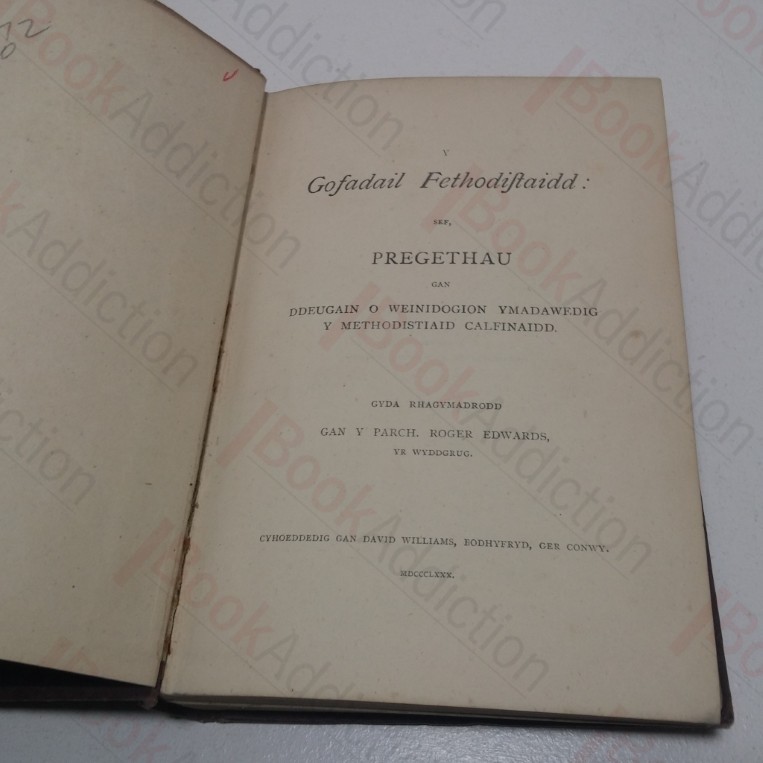 Y
Gofadail Fethodiſtaidd:
SEF,
PREGETHAU
GAN
DDEUGAIN O WEINIDOGION YMADAWEDIG
Y METHODISTIAID CALFINAIDD.
GYDA RHAGYMADRODD
GAN Y PARCH. ROGER EDWARDS,
YR WYDDGRUG.
CYHOEDDEDIG GAN DAVID WILLIAMS, BODHYFRYD, GER CONWY.
MDCCCLXXX.
BookAddiction